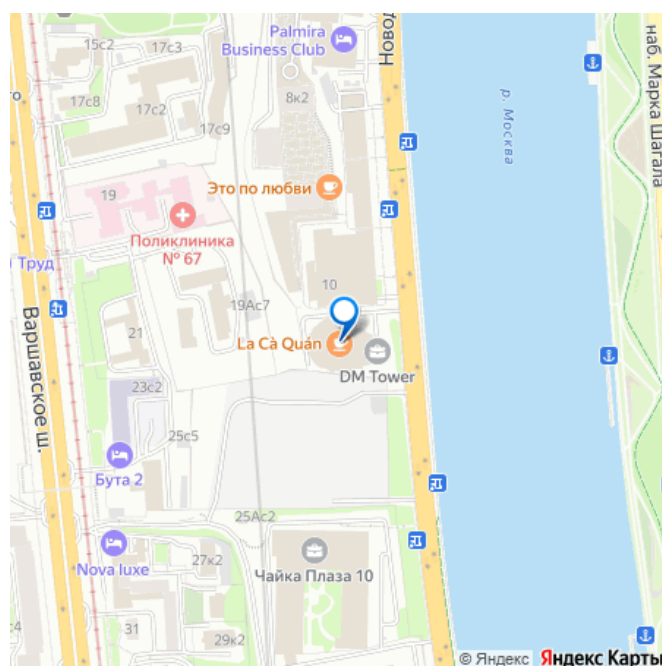 15с2
17с3
Palmira
Business Club
Новод
наб. Марка Шагала
го
17с8
17с2
17с9
8к2
р. Москва
Это по любви
19
Поликлиника
№ 67
Труд
19Ас7
10
Варшавское ш.
21
La Cà Quán
DM Tower
23с2
25с5
Бута 2
25Ас2
Чайка Плаза 10
Nova luxe
27к2
31
29к2
© Яндекс Яндекс Карты